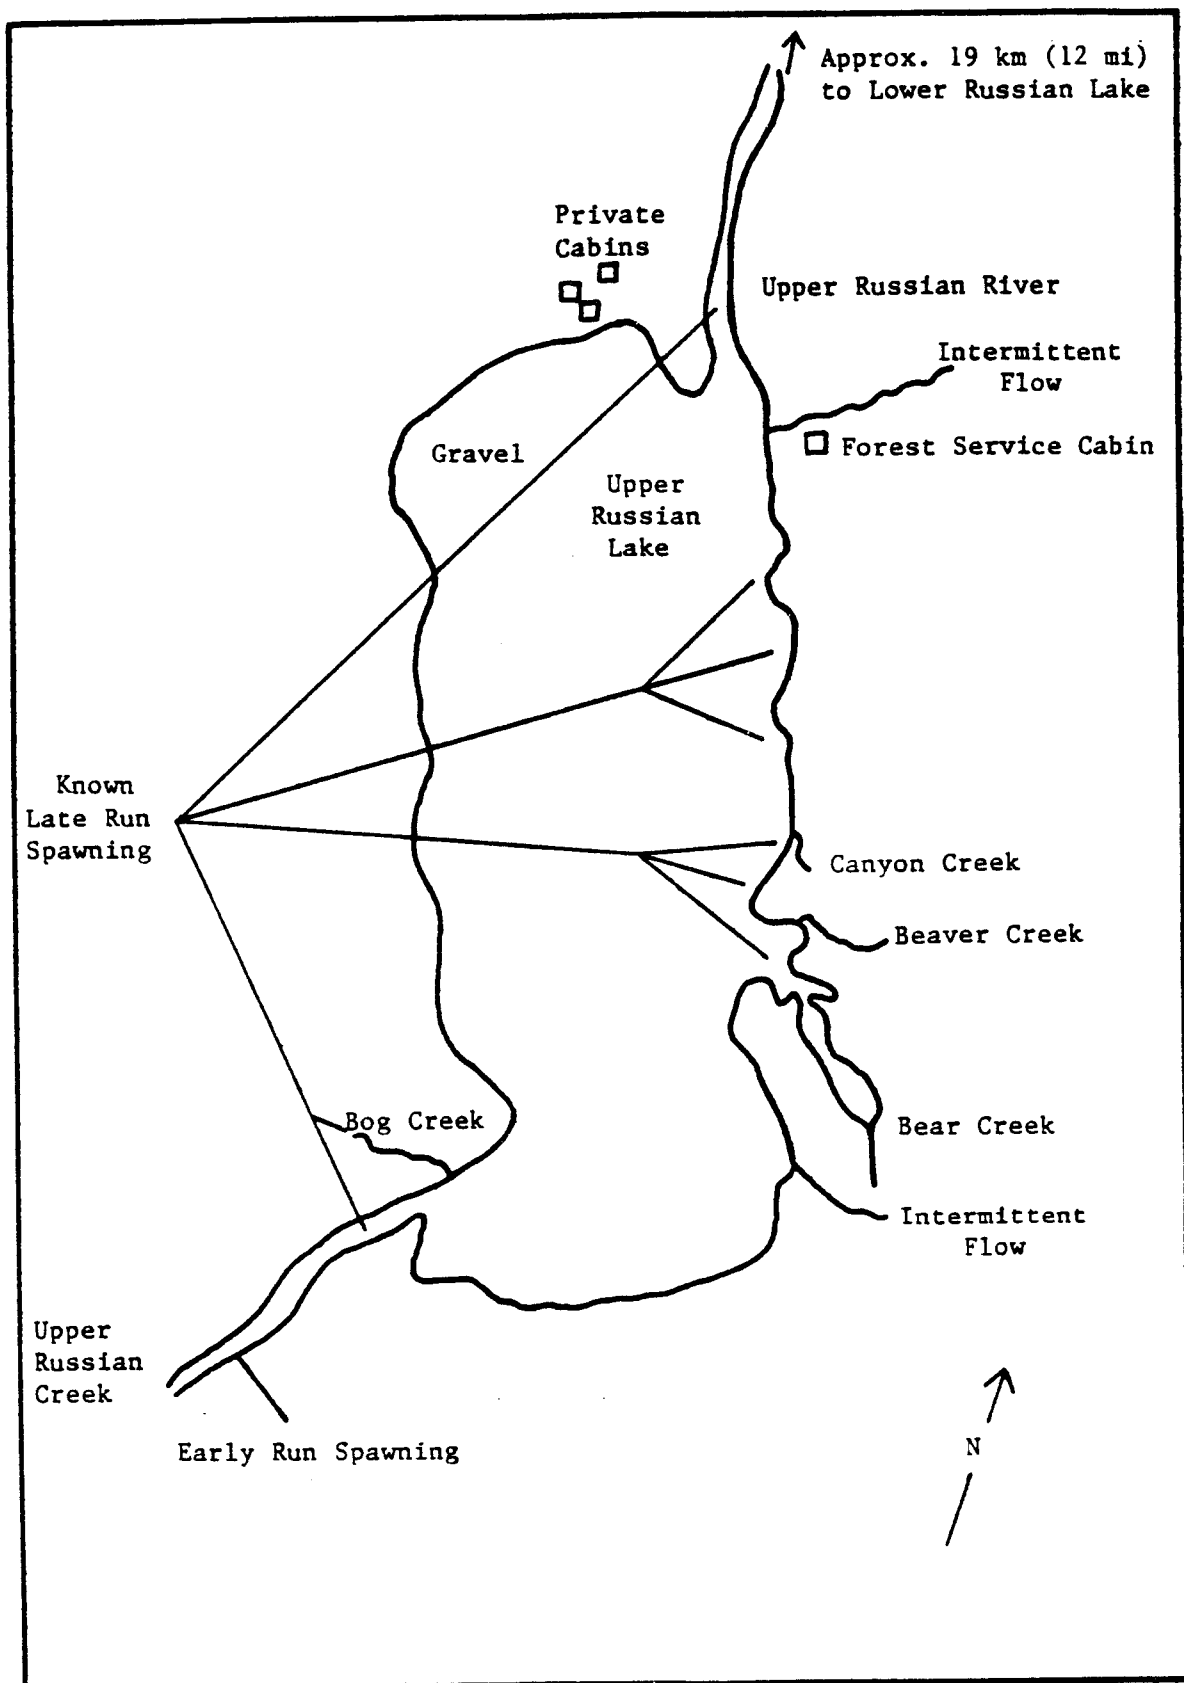 Approx. 19 km (12 mi)
to Lower Russian Lake
Private
Cabins
Upper Russian River
Intermittent
Flow
Forest Service Cabin
Gravel
Upper
Russian
Lake
Known
Late Run
Spawning
Canyon Creek
Beaver Creek
Bog Creek
Bear Creek
Intermittent
Flow
Upper
Russian
Creek
Early Run Spawning
N